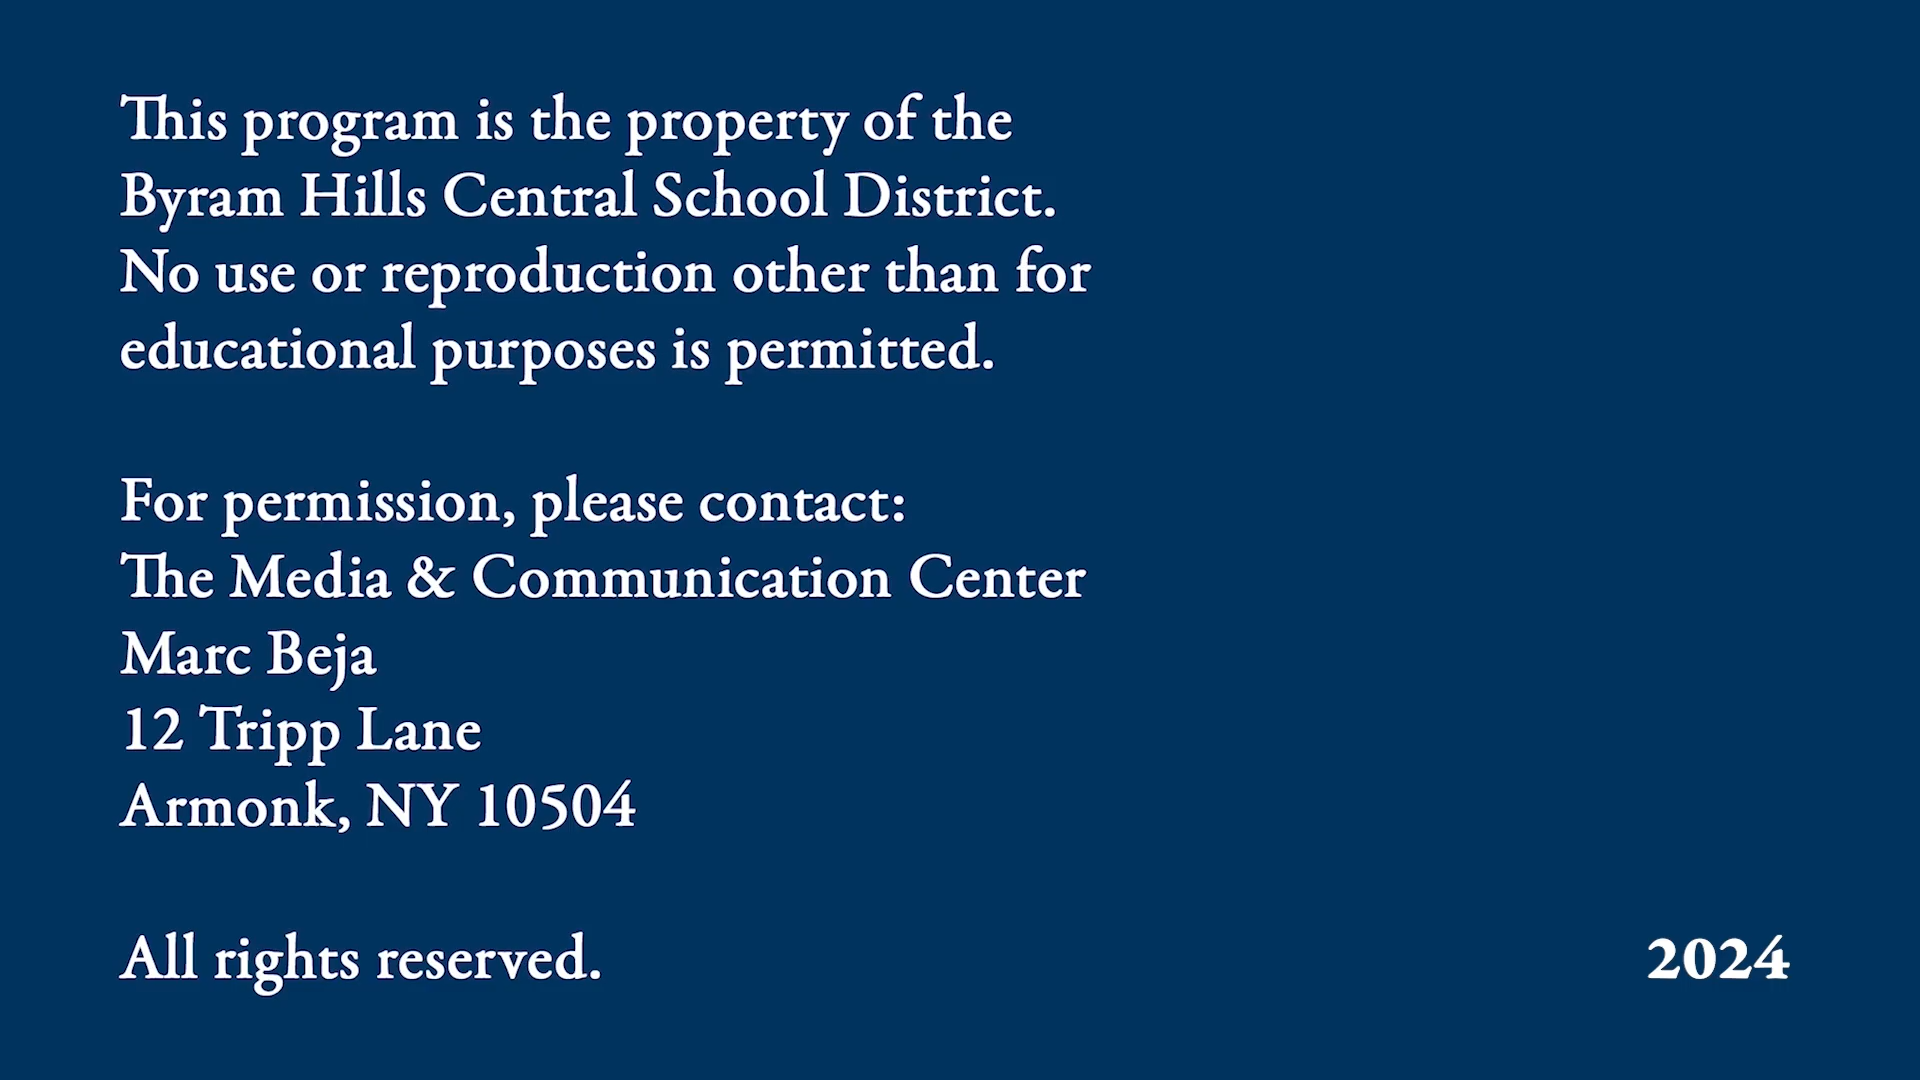 This program is the property of the
Byram Hills Central School District.
No use or reproduction other than for
educational purposes is permitted.
For permission, please contact:
The Media & Communication Center
Marc Beja
12 Tripp Lane
Armonk, NY 10504
All rights reserved.
2024